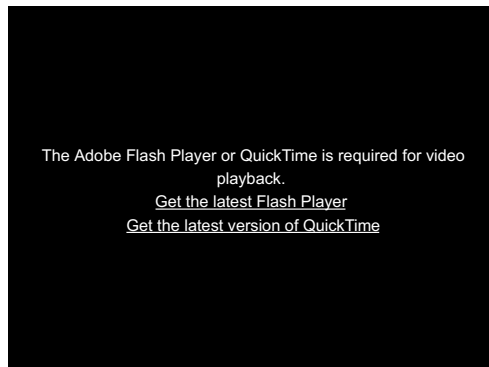 The Adobe Flash Player or QuickTime is required for video
playback.
Get the latest Flash Player
Get the latest version of QuickTime